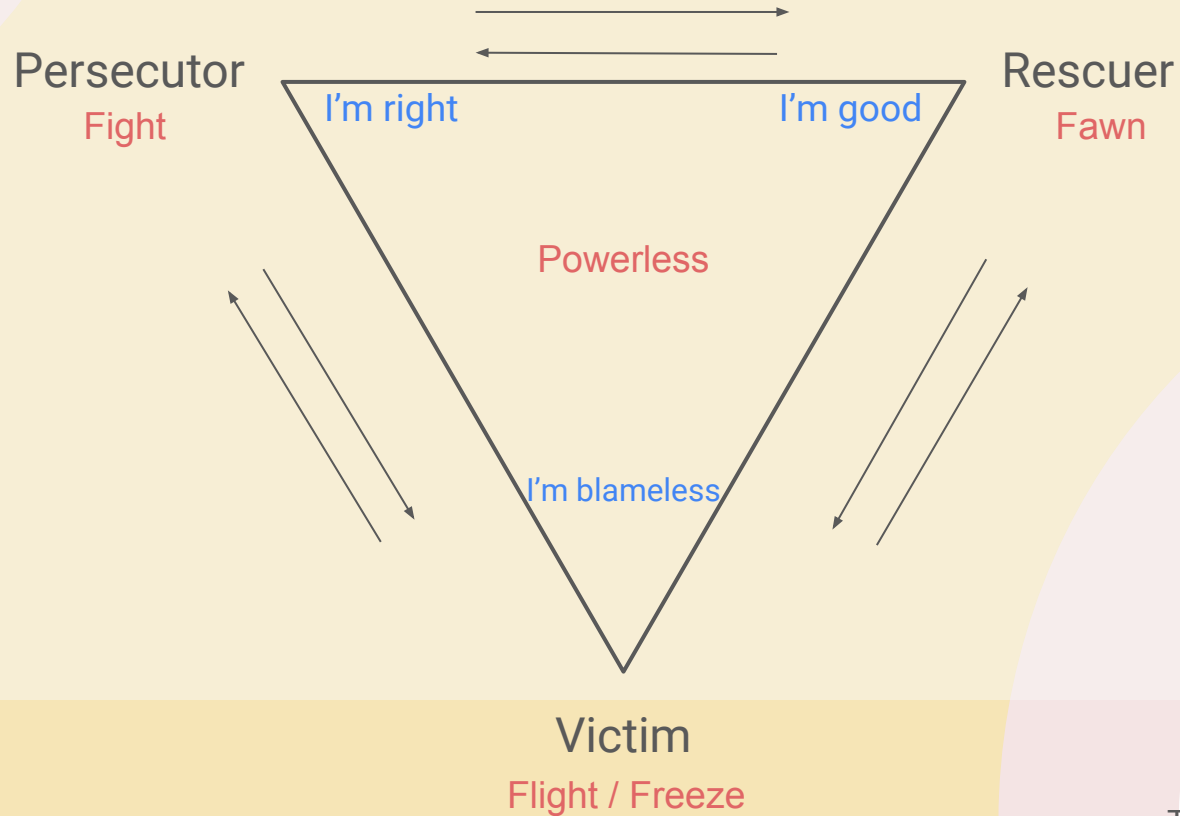 Persecutor
Fight
Rescuer
Fawn
I'm right
I'm good
Powerless
I'm blameless
Victim
Flight / Freeze